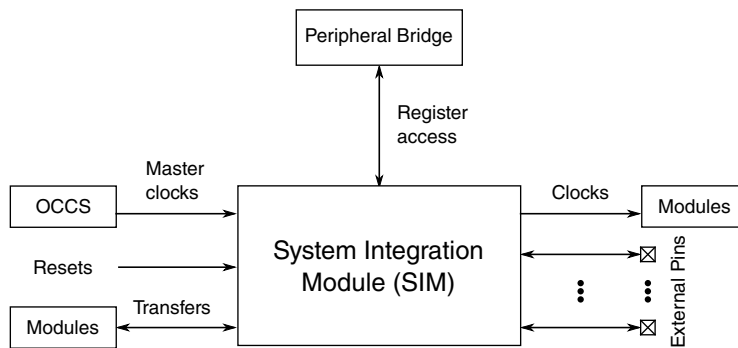 Peripheral Bridge
Register
access
Master
clocks
OCCS
Clocks
Modules
System Integration
Module (SIM)
Resets
Transfers
Modules
External Pins